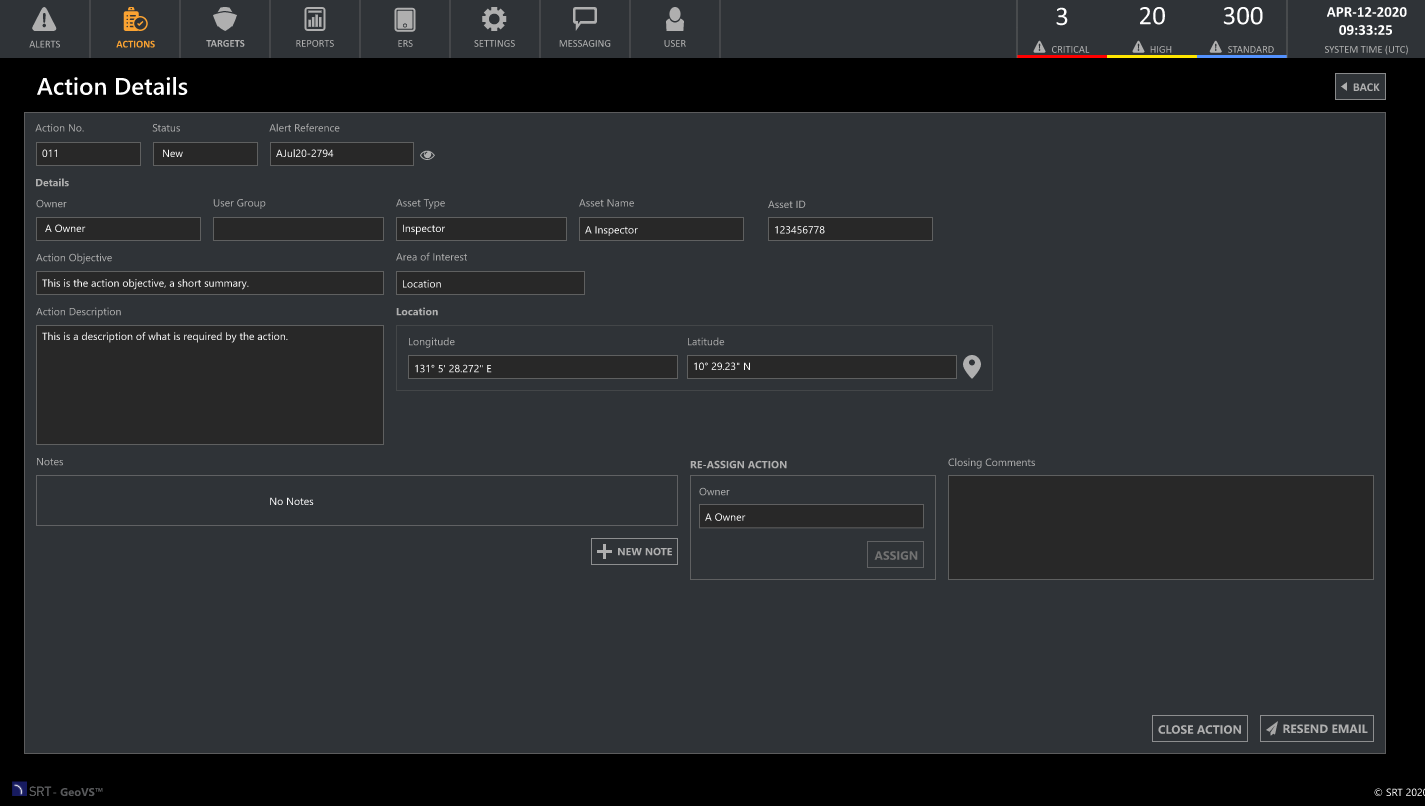 3 20 300 APR-12-2020
09:33:25
ALERTS ACTIONS TARGETS REPORTS ERS SETTINGS MESSAGING USER CRITICAL HIGH STANDARD SYSTEM TIME (UTC)
Action Details BACK
Action No. Status Alert Reference
011 New AJul20-2794
Details
Owner User Group Asset Type Asset Name Asset ID
A Owner Inspector A Inspector 123456778
Action Objective Area of Interest
This is the action objective, a short summary. Location
Action Description Location
This is a description of what is required by the action.
Longitude Latitude
131° 5' 28.272" E 10° 29.23" N
Notes RE-ASSIGN ACTION Closing Comments
Owner
No Notes
A Owner
NEW NOTE ASSIGN
CLOSE ACTION RESEND EMAIL
SRT - GeoVS™ © SRT 2020